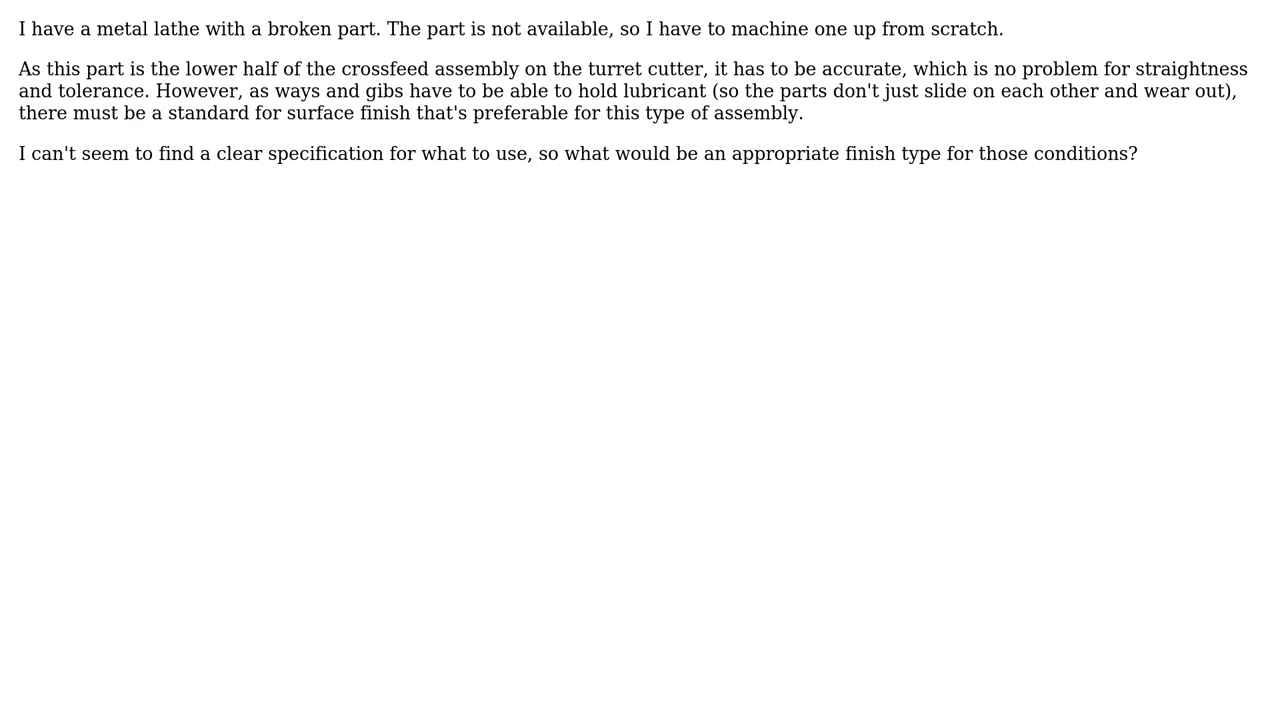 I have a metal lathe with a broken part. The part is not available, so I have to machine one up from scratch.
As this part is the lower half of the crossfeed assembly on the turret cutter, it has to be accurate, which is no problem for straightness
and tolerance. However, as ways and gibs have to be able to hold lubricant (so the parts don't just slide on each other and wear out),
there must be a standard for surface finish that's preferable for this type of assembly.
I can't seem to find a clear specification for what to use, so what would be an appropriate finish type for those conditions?